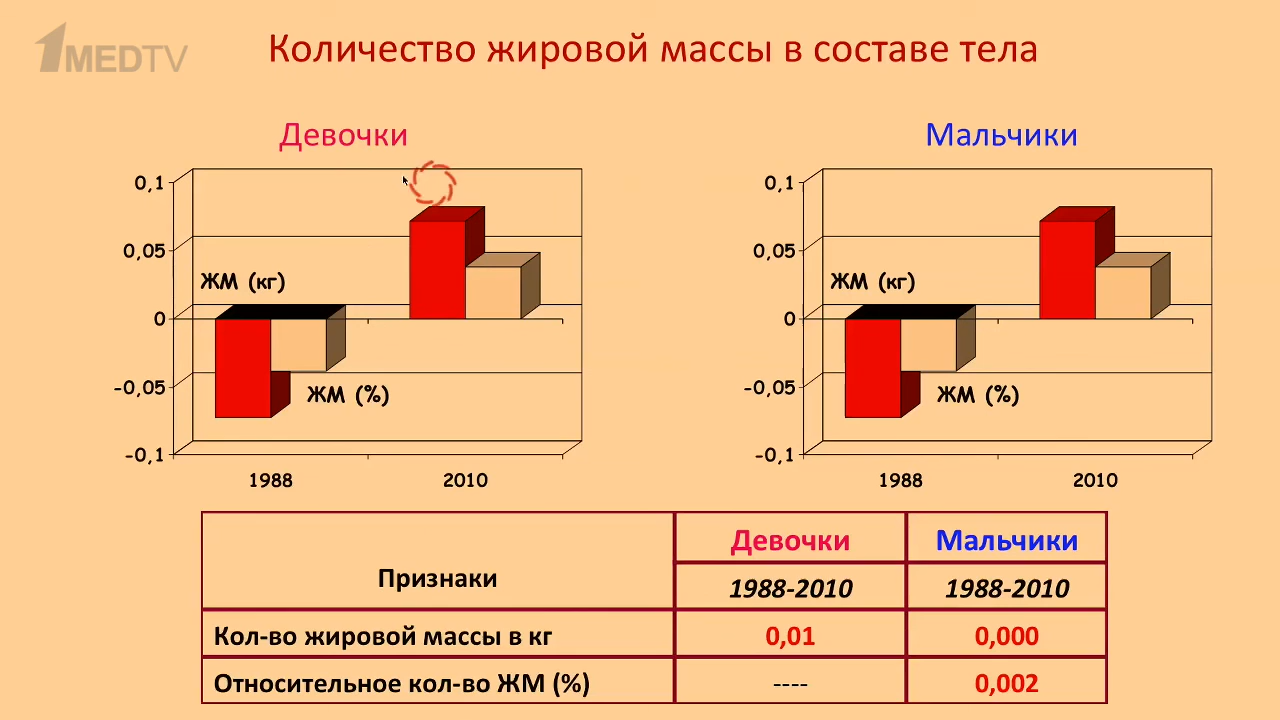 1MEDTV
Количество жировой массы в составе тела
Девочки
0,1
0,05
0
-0,05
-0,1
ЖМ (кг)
ЖМ (%)
1988
2010
Мальчики
0,1
0,05
0
-0,05
-0,1
ЖМ (кг)
ЖМ (%)
1988
2010
Признаки
Девочки
Мальчики
1988-2010
1988-2010
Кол-во жировой массы в кг
0,01
0,000
Относительное кол-во ЖМ (%)
----
0,002